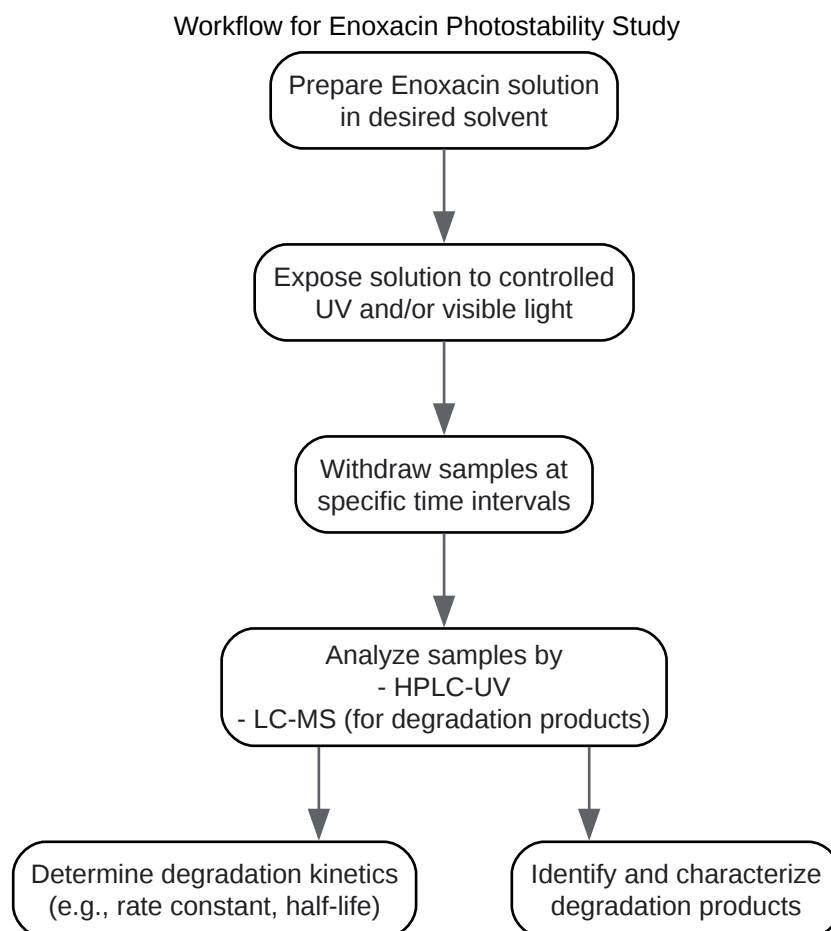 Workflow for Enoxacin Photostability Study
Prepare Enoxacin solution
in desired solvent
Expose solution to controlled
UV and/or visible light
Withdraw samples at
specific time intervals
Analyze samples by
- HPLC-UV
- LC-MS (for degradation products)
Determine degradation kinetics
(e.g., rate constant, half-life)
Identify and characterize
degradation products